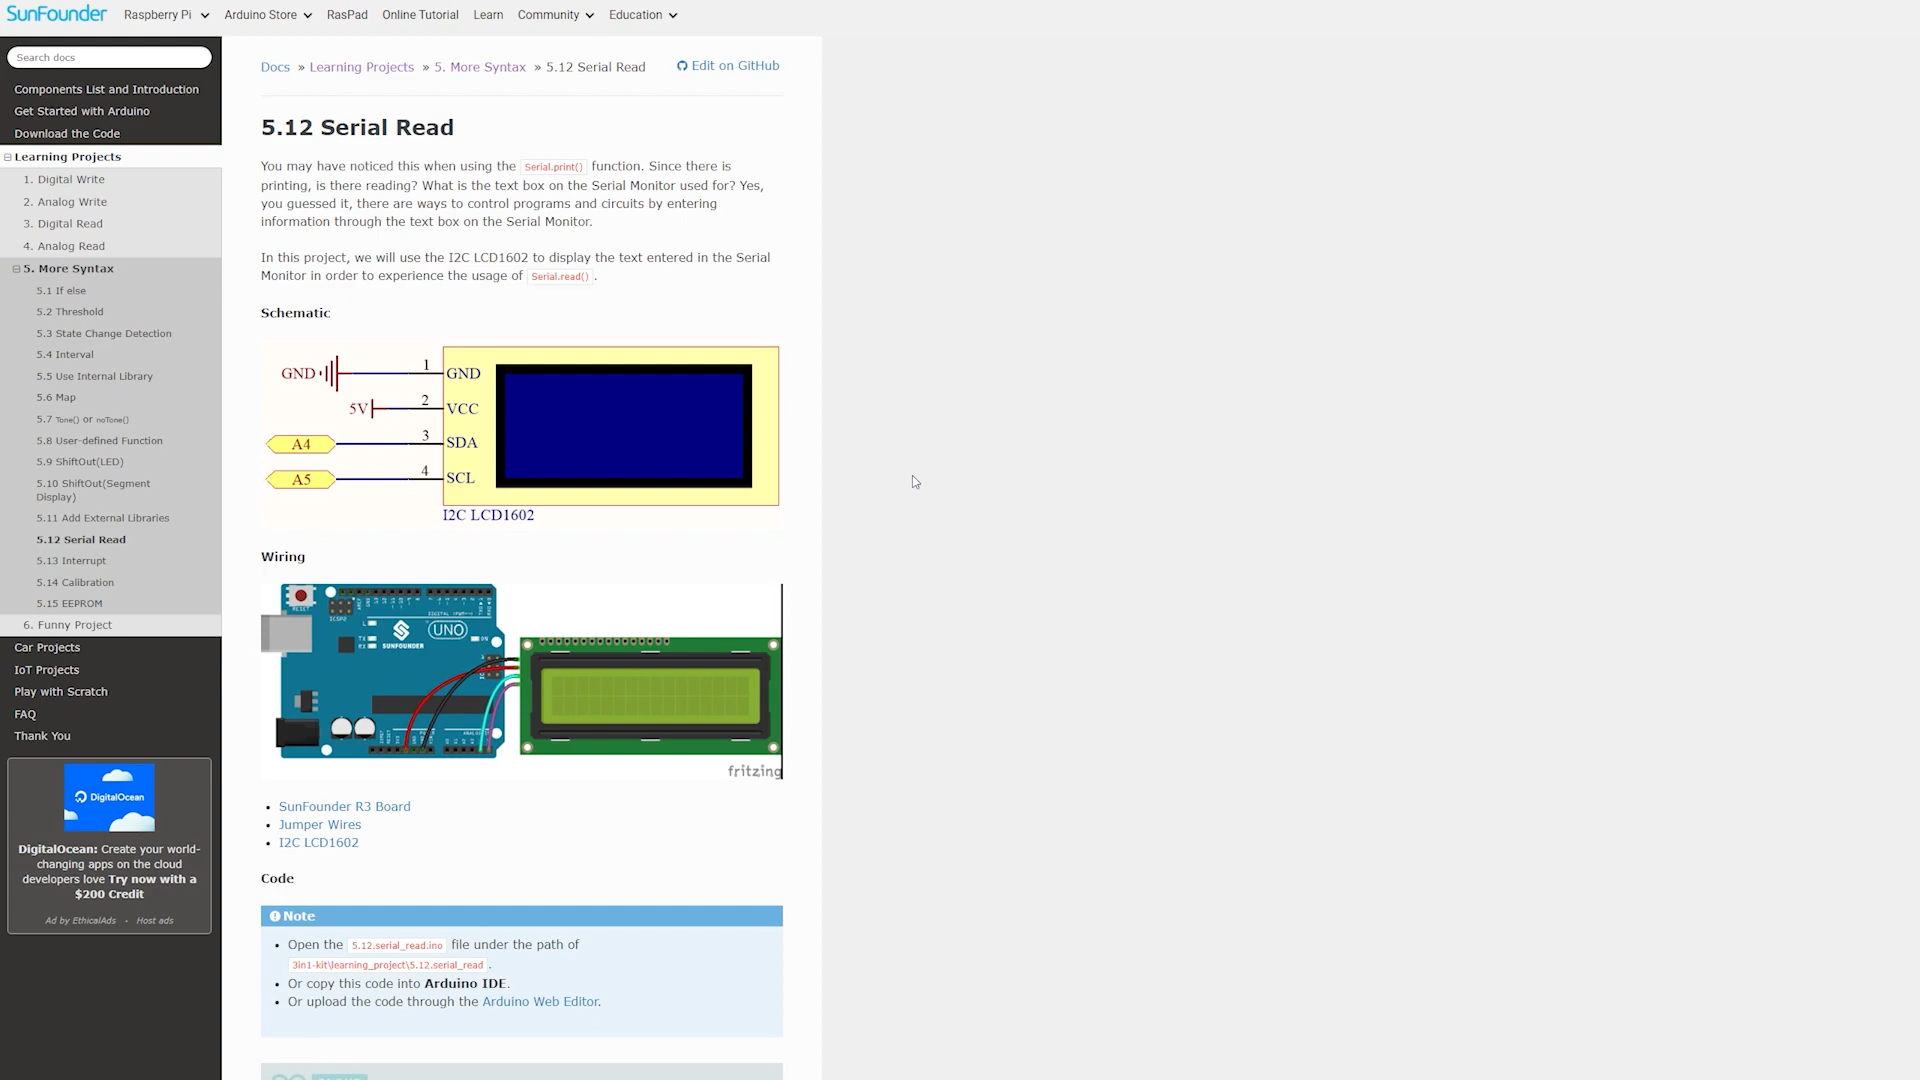 SunFounder
Raspberry Pi
Arduino Store
RasPad
Online Tutorial
Learn
Community
Education
Search docs
Components List and Introduction
Get Started with Arduino
Download the Code
Learning Projects
1. Digital Write
2. Analog Write
3. Digital Read
4. Analog Read
5. More Syntax
5.1 If else
5.2 Threshold
5.3 State Change Detection
5.4 Interval
5.5 Use Internal Library
5.6 Map
5.7 Tone() or noTone()
5.8 User-defined Function
5.9 ShiftOut(LED)
5.10 ShiftOut(Segment
Display)
5.11 Add External Libraries
5.12 Serial Read
5.13 Interrupt
5.14 Calibration
5.15 EEPROM
6. Funny Project
Car Projects
IoT Projects
Play with Scratch
FAQ
Thank You
DigitalOcean
DigitalOcean: Create your world-
changing apps on the cloud
developers love Try now with a
$200 Credit
Ad by EthicalAds · Host ads
Docs » Learning Projects » 5. More Syntax » 5.12 Serial Read
Edit on GitHub
5.12 Serial Read
You may have noticed this when using the Serial.print() function. Since there is
printing, is there reading? What is the text box on the Serial Monitor used for? Yes,
you guessed it, there are ways to control programs and circuits by entering
information through the text box on the Serial Monitor.
In this project, we will use the I2C LCD1602 to display the text entered in the Serial
Monitor in order to experience the usage of Serial.read() .
Schematic
GND 1 GND
5V 2 VCC
A4 3 SDA
A5 4 SCL
I2C LCD1602
Wiring
RESET
ICSP2
L
TX
RX
SUNFOUNDER
UNO
ON
fritzing
• SunFounder R3 Board
• Jumper Wires
• I2C LCD1602
Code
Note
• Open the 5.12.serial_read.ino file under the path of
3in1-kit\learning_project\5.12.serial_read .
• Or copy this code into Arduino IDE.
• Or upload the code through the Arduino Web Editor.